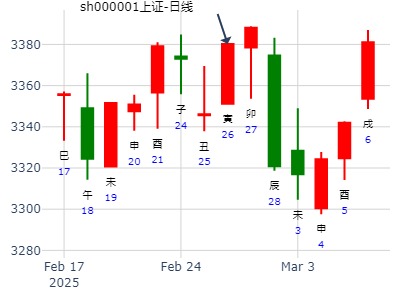 sh000001上证-日线
3380
3360
3340
3320
3300
3280
巳
17
午
18
未
19
申
20
酉
21
子
24
丑
25
寅
26
卯
27
辰
28
未
3
申
4
酉
5
戌
6
Feb 17
2025
Feb 24
Mar 3